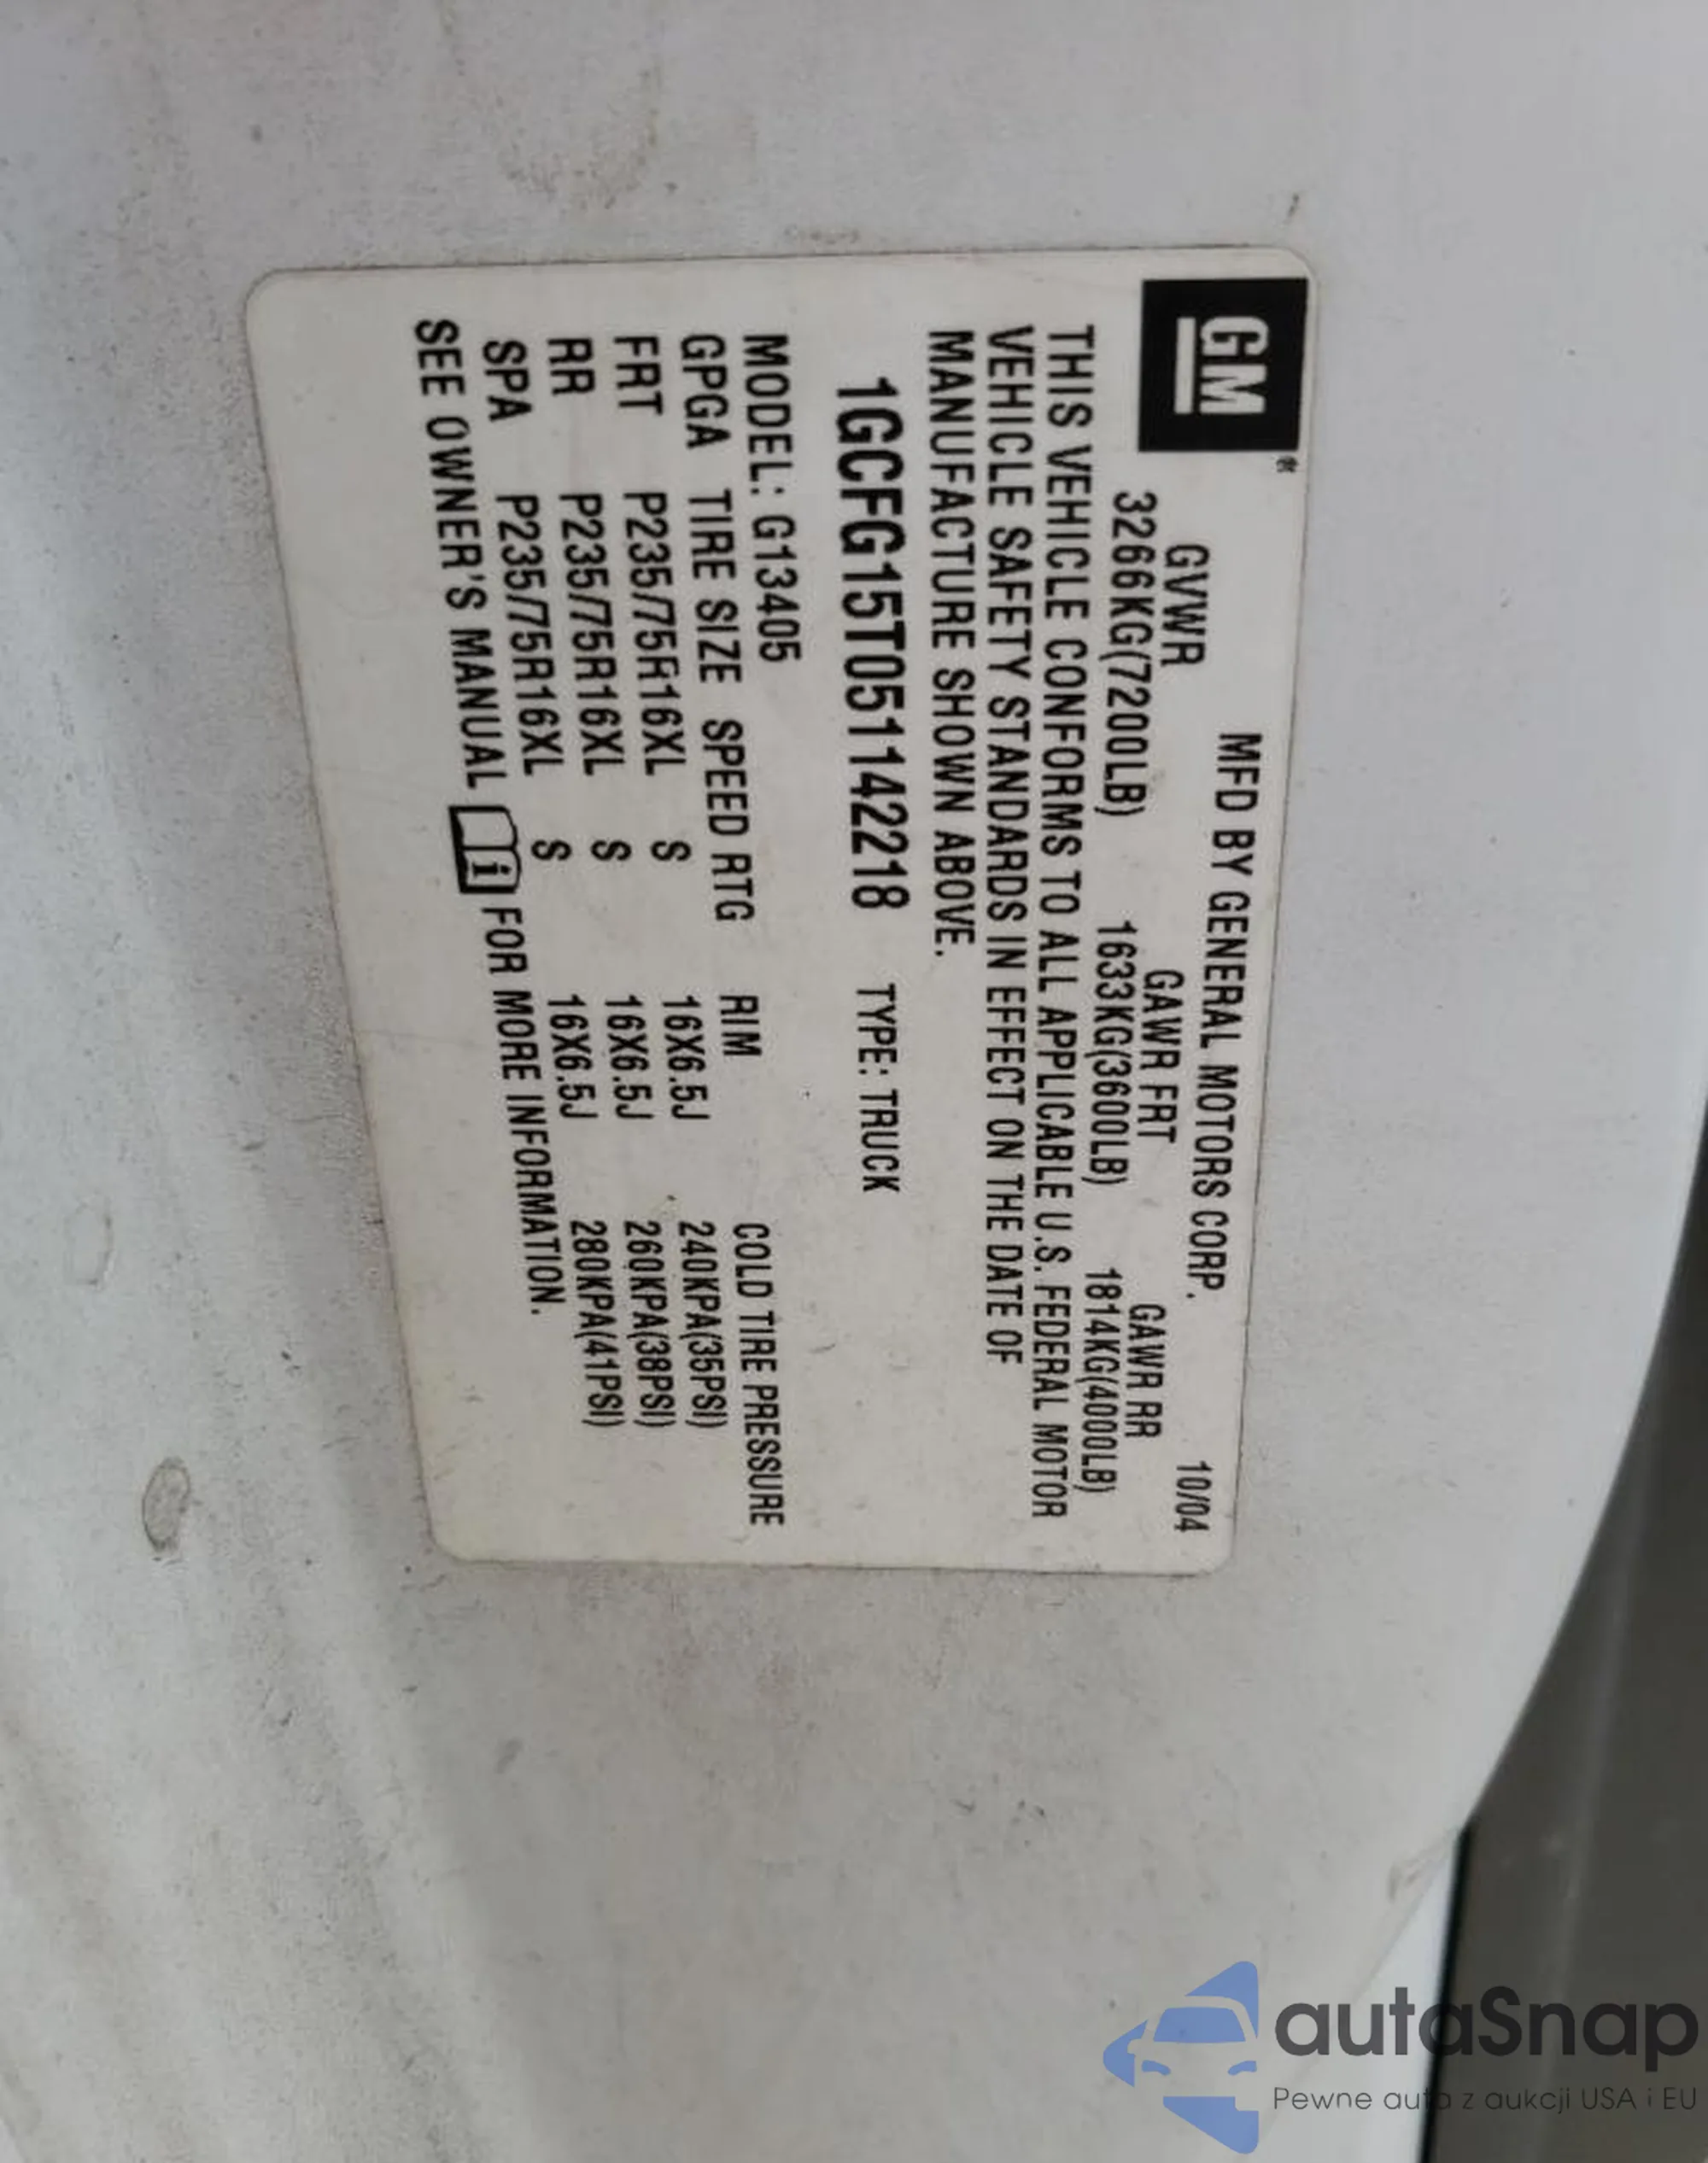 GM
MFD BY GENERAL MOTORS CORP. 10/04
GVWR GAWR FRT GAWR RR
3266KG(7200LB) 1633KG(3600LB) 1814KG(4000LB)
THIS VEHICLE CONFORMS TO ALL APPLICABLE U.S. FEDERAL MOTOR
VEHICLE SAFETY STANDARDS IN EFFECT ON THE DATE OF
MANUFACTURE SHOWN ABOVE.
1GCFG15T051142218 TYPE: TRUCK
MODEL: G13405
GPGA TIRE SIZE SPEED RTG RIM COLD TIRE PRESSURE
FRT P235/75R16XL S 16X6.5J 240KPA(35PSI)
RR P235/75R16XL S 16X6.5J 260KPA(38PSI)
SPA P235/75R16XL S 16X6.5J 280KPA(41PSI)
SEE OWNER'S MANUAL i FOR MORE INFORMATION.
autaSnap
Pewne auta z aukcji USA i EU